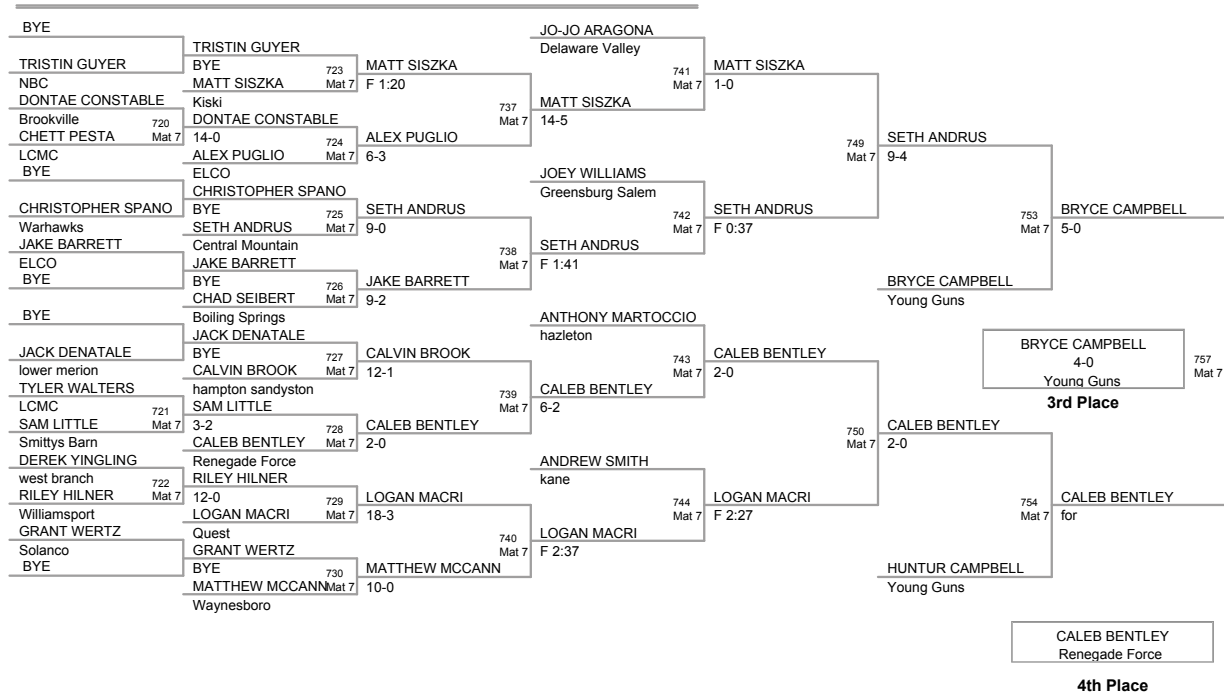 BYE
TRISTIN GUYER
NBC
DONTAE CONSTABLE
Brookville
720
Mat 7
CHETT PESTA
LCMC
BYE
CHRISTOPHER SPANO
Warhawks
JAKE BARRETT
ELCO
BYE
BYE
JACK DENATALE
lower merion
TYLER WALTERS
LCMC
721
Mat 7
SAM LITTLE
Smittys Barn
DEREK YINGLING
west branch
722
Mat 7
RILEY HILNER
Williamsport
GRANT WERTZ
Solanco
BYE
TRISTIN GUYER
BYE
723
Mat 7
MATT SISZKA
Kiski
DONTAE CONSTABLE
14-0
724
Mat 7
ALEX PUGLIO
ELCO
CHRISTOPHER SPANO
BYE
725
Mat 7
SETH ANDRUS
Central Mountain
JAKE BARRETT
BYE
726
Mat 7
CHAD SEIBERT
Boiling Springs
JACK DENATALE
BYE
727
Mat 7
CALVIN BROOK
hampton sandyston
SAM LITTLE
3-2
728
Mat 7
CALEB BENTLEY
Renegade Force
RILEY HILNER
12-0
729
Mat 7
LOGAN MACRI
Quest
GRANT WERTZ
BYE
730
Mat 7
MATTHEW MCCANN
Waynesboro
MATT SISZKA
F 1:20
737
Mat 7
ALEX PUGLIO
6-3
SETH ANDRUS
9-0
738
Mat 7
JAKE BARRETT
9-2
CALVIN BROOK
12-1
739
Mat 7
CALEB BENTLEY
2-0
LOGAN MACRI
18-3
740
Mat 7
MATTHEW MCCANN
10-0
JO-JO ARAGONA
Delaware Valley
741
Mat 7
MATT SISZKA
14-5
JOEY WILLIAMS
Greensburg Salem
742
Mat 7
SETH ANDRUS
F 1:41
ANTHONY MARTOCCIO
hazleton
743
Mat 7
CALEB BENTLEY
6-2
ANDREW SMITH
kane
744
Mat 7
LOGAN MACRI
F 2:37
MATT SISZKA
1-0
749
Mat 7
SETH ANDRUS
F 0:37
CALEB BENTLEY
2-0
750
Mat 7
LOGAN MACRI
F 2:27
SETH ANDRUS
9-4
753
Mat 7
BRYCE CAMPBELL
Young Guns
CALEB BENTLEY
2-0
754
Mat 7
HUNTUR CAMPBELL
Young Guns
BRYCE CAMPBELL
5-0
BRYCE CAMPBELL
4-0
Young Guns
757
Mat 7
3rd Place
CALEB BENTLEY
for
CALEB BENTLEY
Renegade Force
4th Place